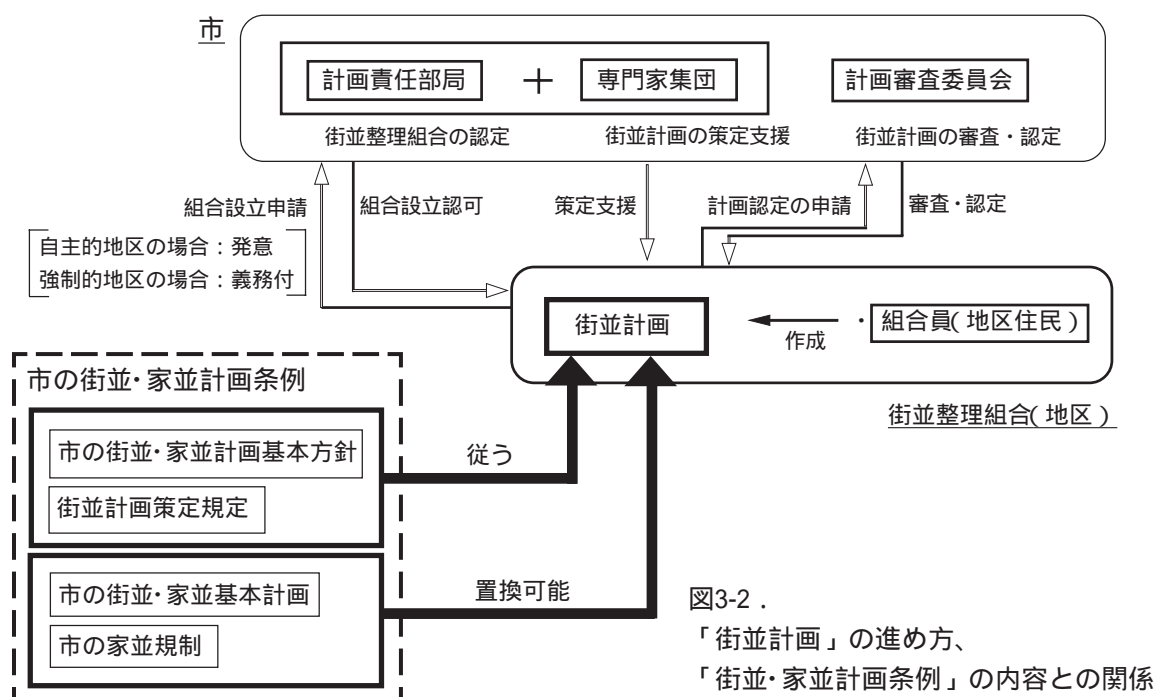 市
計画責任部局 + 専門家集団 計画審査委員会
街並整理組合の認定 街並計画の策定支援 街並計画の審査・認定
組合設立申請 組合設立認可 策定支援 計画認定の申請 審査・認定
自主的地区の場合：発意
強制的地区の場合：義務付
街並計画 作成 ・組合員(地区住民)
街並整理組合(地区)
市の街並・家並計画条例
市の街並・家並計画基本方針
街並計画策定規定
従う
市の街並・家並基本計画
市の家並規制
置換可能
図3-2．
「街並計画」の進め方、
「街並・家並計画条例」の内容との関係